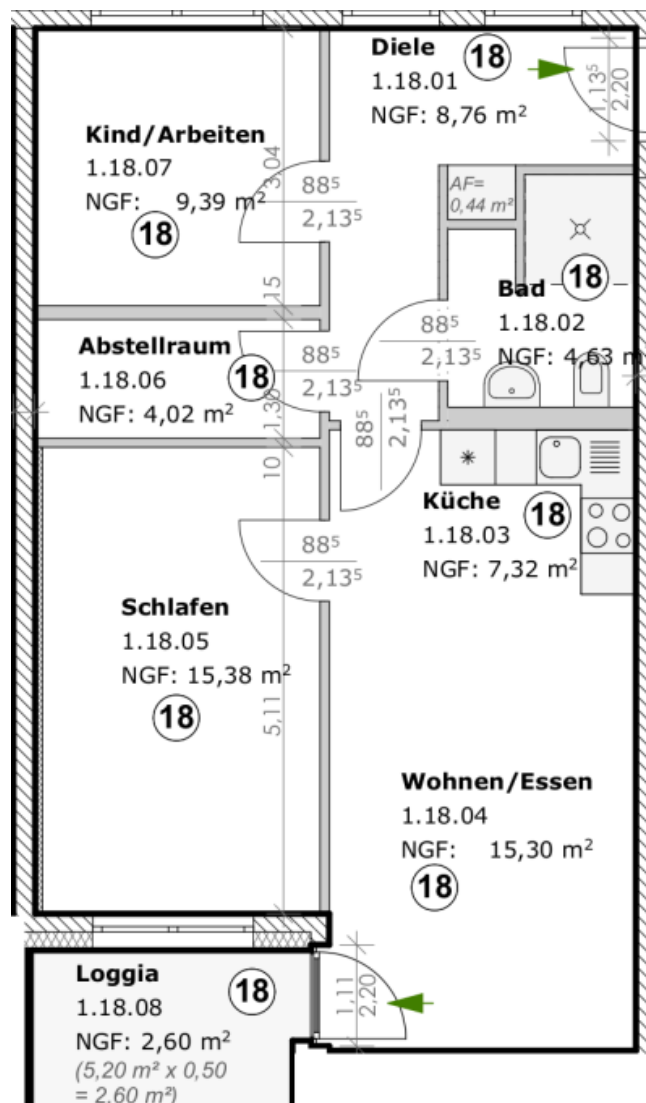 Diele
1.18.01
NGF: 8,76 m²
18
1,13⁵
2,20
Kind/Arbeiten
1.18.07
NGF: 9,39 m²
18
3,04
88⁵
2,13⁵
AF=
0,44 m²
18
Bad
1.18.02
NGF: 4,63 m
15
88⁵
2,13⁵
Abstellraum
1.18.06
NGF: 4,02 m²
18
88⁵
2,13⁵
1,30
88⁵
2,13⁵
10
Küche
1.18.03
NGF: 7,32 m²
18
88⁵
2,13⁵
Schlafen
1.18.05
NGF: 15,38 m²
18
5,11
Wohnen/Essen
1.18.04
NGF: 15,30 m²
18
Loggia
1.18.08
NGF: 2,60 m²
(5,20 m² x 0,50
= 2,60 m²)
18
1,11
2,20